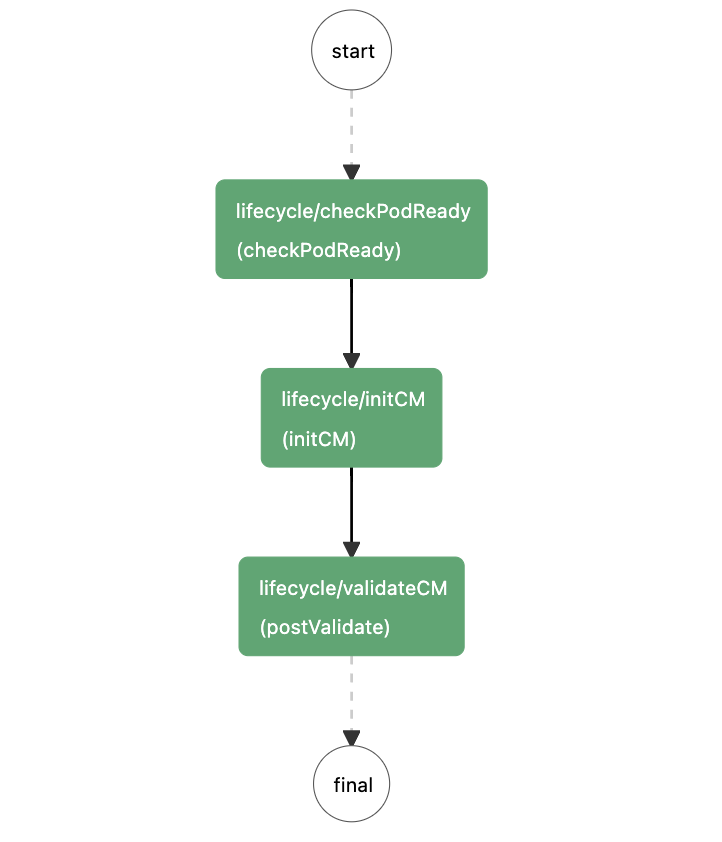 start
lifecycle/checkPodReady
(checkPodReady)
lifecycle/initCM
(initCM)
lifecycle/validateCM
(postValidate)
final